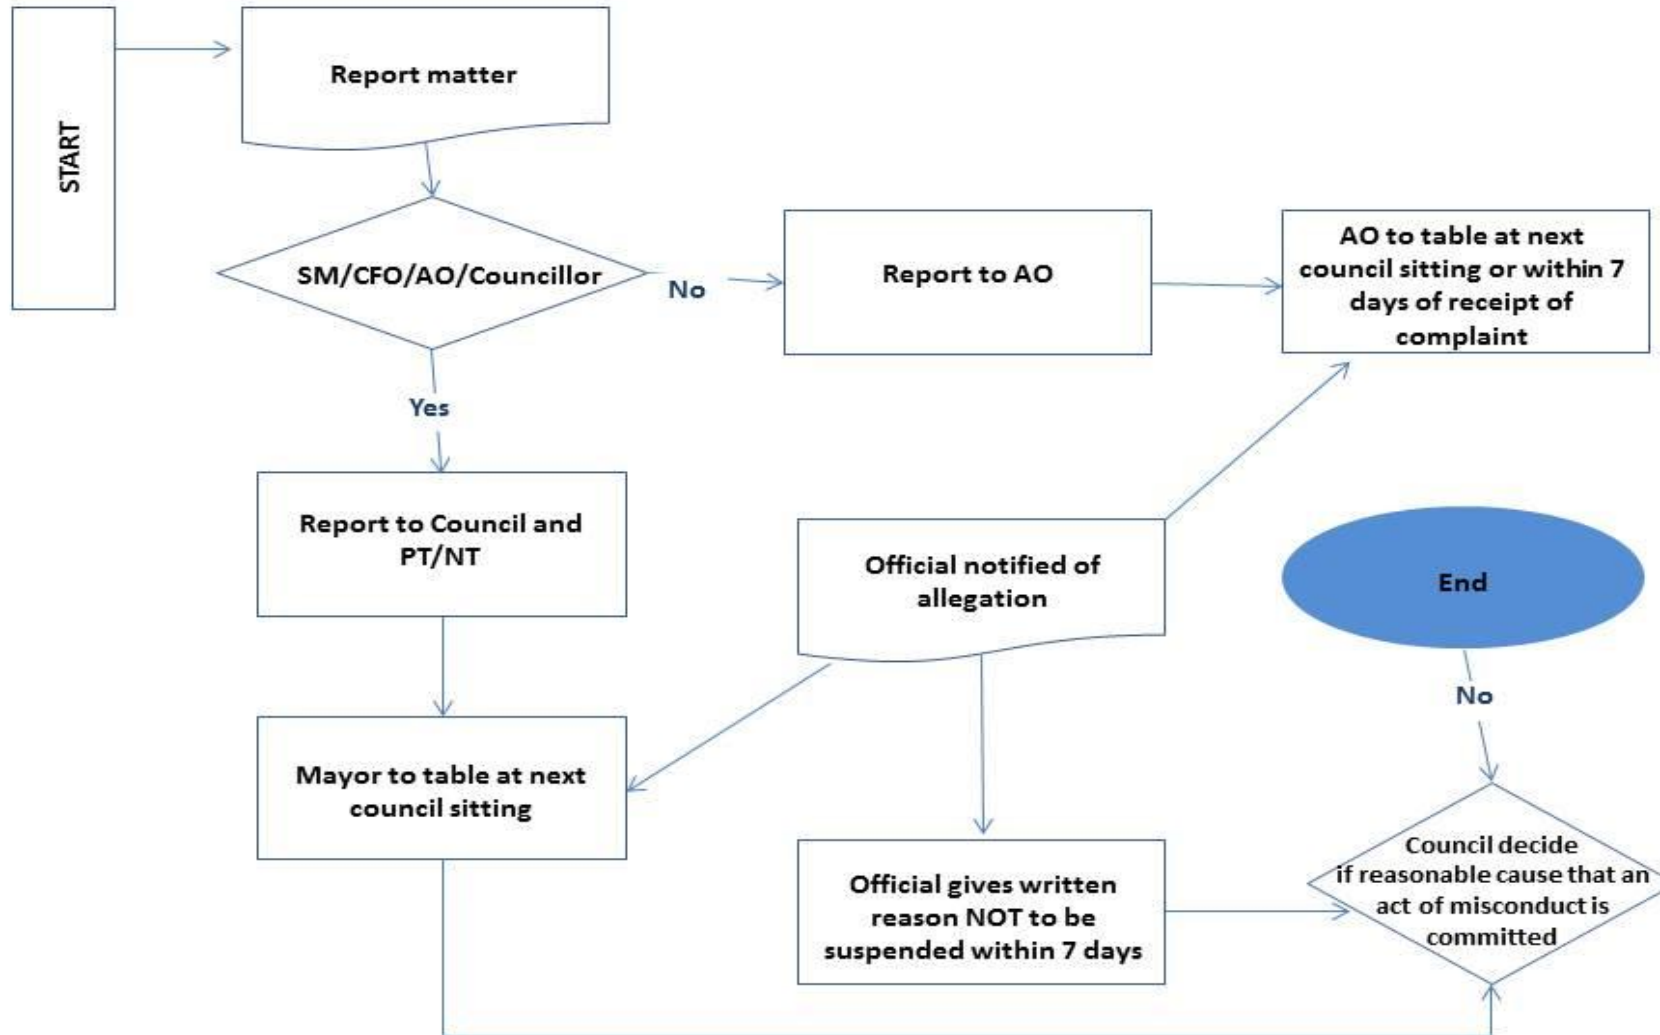 START
Report matter
SM/CFO/AO/Councillor
No
Report to AO
AO to table at next
council sitting or within 7
days of receipt of
complaint
Yes
Report to Council and
PT/NT
Official notified of
allegation
End
No
Mayor to table at next
council sitting
Official gives written
reason NOT to be
suspended within 7 days
Council decide
if reasonable cause that an
act of misconduct is
committed